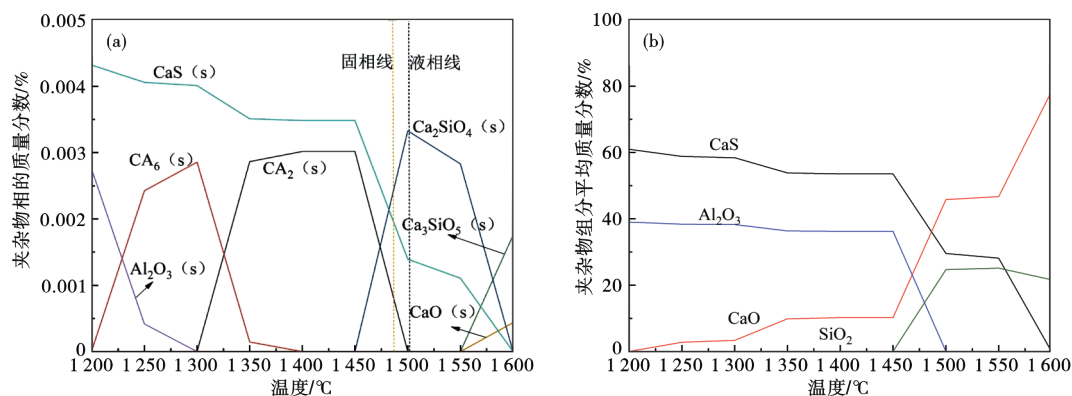 (a)
夹杂物相的质量分数/%
0.005
0.004
0.003
0.002
0.001
0
CaS（s）
固相线
液相线
Ca₂SiO₄（s）
CA₆（s）
CA₂（s）
Ca₃SiO₅（s）
Al₂O₃（s）
CaO（s）
1 200 1 250 1 300 1 350 1 400 1 450 1 500 1 550 1 600
温度/℃
(b)
夹杂物组分平均质量分数/%
100
80
60
40
20
0
CaS
Al₂O₃
CaO
SiO₂
1 200 1 250 1 300 1 350 1 400 1 450 1 500 1 550 1 600
温度/℃